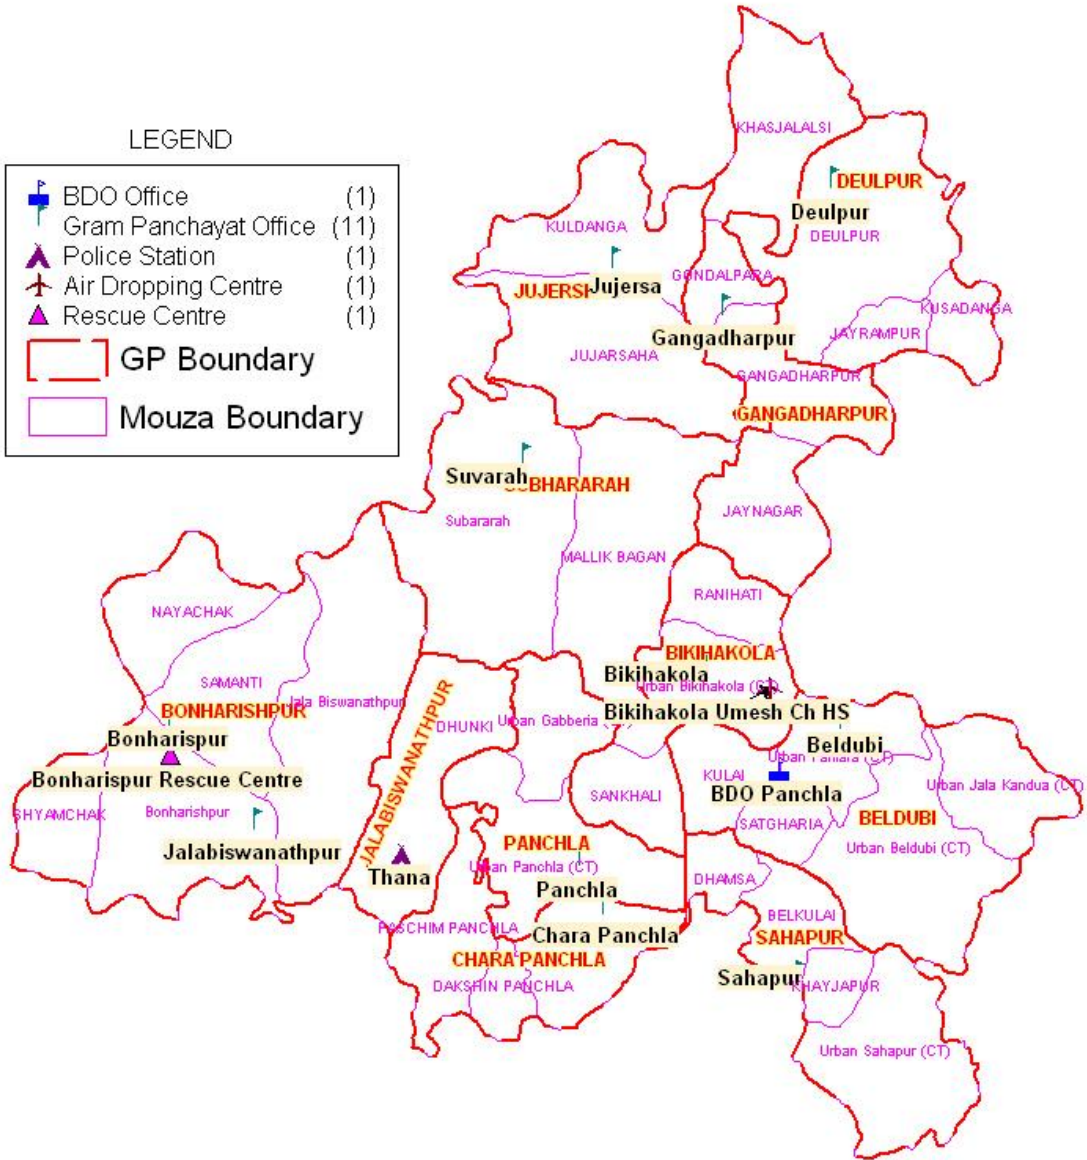 LEGEND
BDO Office (1)
Gram Panchayat Office (11)
Police Station (1)
Air Dropping Centre (1)
Rescue Centre (1)
GP Boundary
Mouza Boundary
KHASJALALSI
DEULPUR
Deulpur
DEULPUR
KULDANGA
GONDALPARA
JUJERSI
Jujersa
KUSADANGA
Gangadharpur
JAYRAMPUR
JUJARSAHA
GANGADHARPUR
GANGADHARPUR
Suvarah
Subararah
JAYNAGAR
MALLIK BAGAN
RANIHATI
NAYACHAK
BIKIHAKOLA
Bikihakola
Urban Bikihakola (CT)
SAMANTI
Jala Biswanathpur
BONHARISHPUR
Bonharispur
JALABISWANATHPUR
DHUNKI
Urban Gabberia
Bikihakola Umesh Ch HS
Beldubi
Bonharispur Rescue Centre
KULAI
BDO Panchla
Urban Jala Kandua (CT)
SANKHALI
SHYAMCHAK
Bonharishpur
SATGHARIA
BELDUBI
Urban Beldubi (CT)
Jalabiswanathpur
PANCHLA
Urban Panchla (CT)
Thana
Panchla
DHAMSA
BELKULAI
PASCHIM PANCHLA
Chara Panchla
SAHAPUR
CHARA PANCHLA
Sahapur
KHAYJAPUR
DAKSHIN PANCHLA
Urban Sahapur (CT)